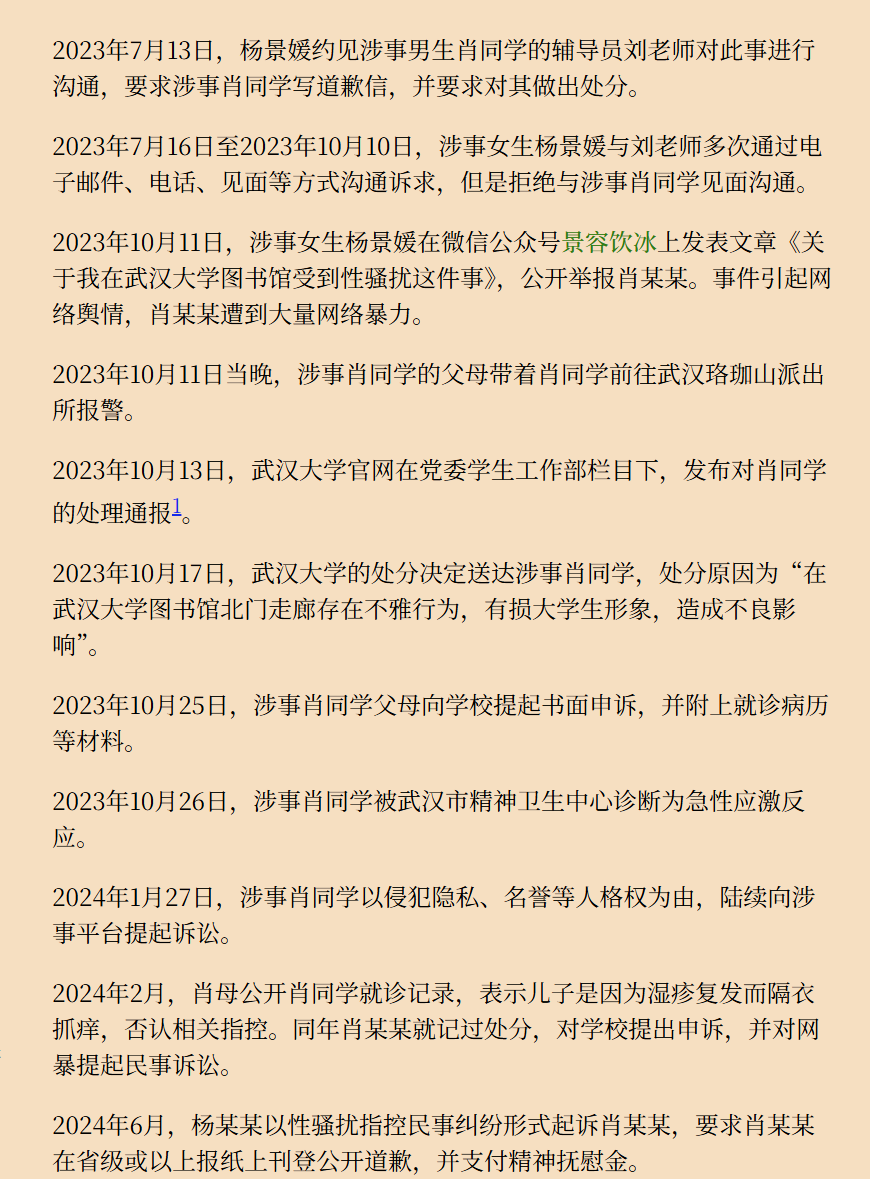 2023年7月13日，杨景媛约见涉事男生肖同学的辅导员刘老师对此事进行
沟通，要求涉事肖同学写道歉信，并要求对其做出处分。
2023年7月16日至2023年10月10日，涉事女生杨景媛与刘老师多次通过电
子邮件、电话、见面等方式沟通诉求，但是拒绝与涉事肖同学见面沟通。
2023年10月11日，涉事女生杨景媛在微信公众号景容饮冰上发表文章《关
于我在武汉大学图书馆受到性骚扰这件事》，公开举报肖某某。事件引起网
络舆情，肖某某遭到大量网络暴力。
2023年10月11日当晚，涉事肖同学的父母带着肖同学前往武汉珞珈山派出
所报警。
2023年10月13日，武汉大学官网在党委学生工作部栏目下，发布对肖同学
的处理通报1。
2023年10月17日，武汉大学的处分决定送达涉事肖同学，处分原因为“在
武汉大学图书馆北门走廊存在不雅行为，有损大学生形象，造成不良影
响”。
2023年10月25日，涉事肖同学父母向学校提起书面申诉，并附上就诊病历
等材料。
2023年10月26日，涉事肖同学被武汉市精神卫生中心诊断为急性应激反
应。
2024年1月27日，涉事肖同学以侵犯隐私、名誉等人格权为由，陆续向涉
事平台提起诉讼。
2024年2月，肖母公开肖同学就诊记录，表示儿子是因为湿疹复发而隔衣
抓痒，否认相关指控。同年肖某某就记过处分，对学校提出申诉，并对网
暴提起民事诉讼。
2024年6月，杨某某以性骚扰指控民事纠纷形式起诉肖某某，要求肖某某
在省级或以上报纸上刊登公开道歉，并支付精神抚慰金。